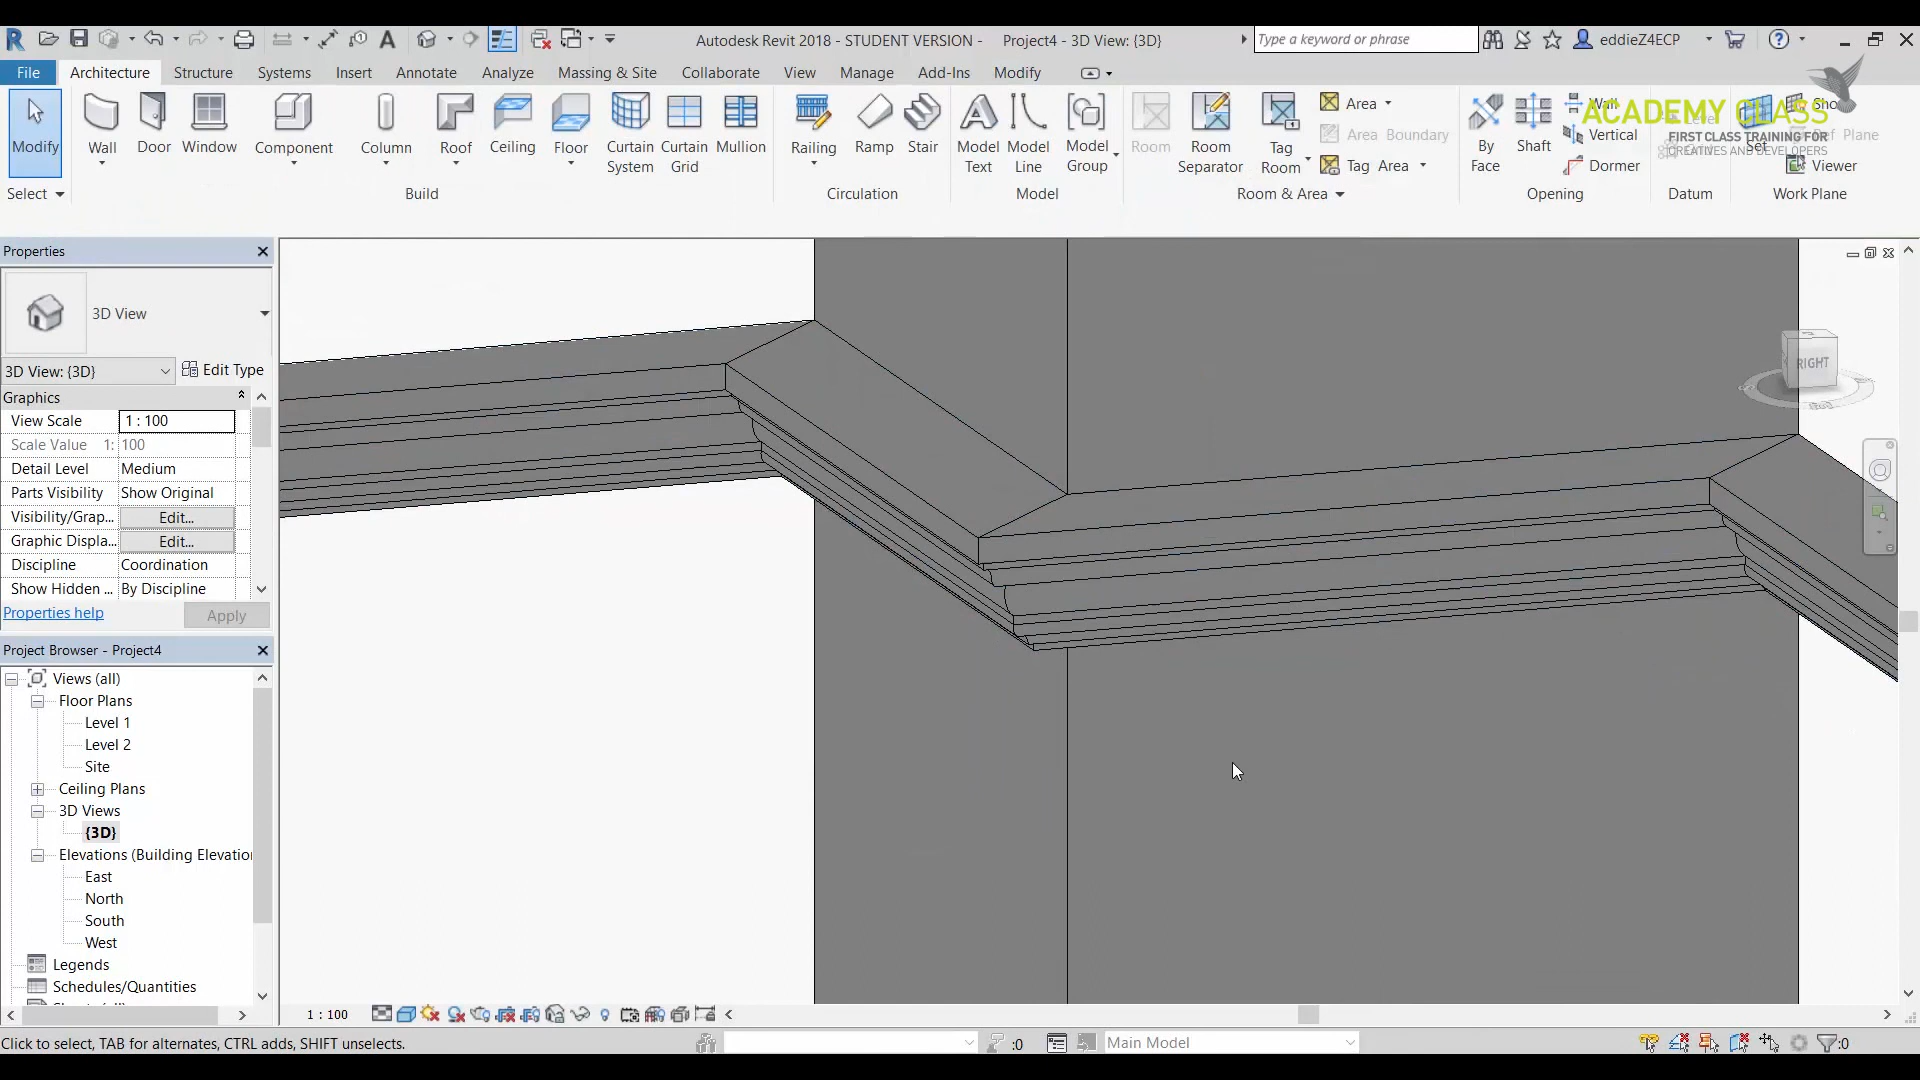 Autodesk Revit 2018 - STUDENT VERSION - Project4 - 3D View: {3D}
Type a keyword or phrase
eddieZ4ECP
File Architecture Structure Systems Insert Annotate Analyze Massing & Site Collaborate View Manage Add-Ins Modify
Modify
Wall
Door
Window
Component
Column
Roof
Ceiling
Floor
Curtain System
Curtain Grid
Mullion
Railing
Ramp
Stair
Model Text
Model Line
Model Group
Room
Room Separator
Tag Room
Area
Area Boundary
Tag Area
By Face
Shaft
Wall
Vertical
Dormer
Set
Viewer
ACADEMY CLASS
FIRST CLASS TRAINING FOR
CREATIVES AND DEVELOPERS
Select
Build
Circulation
Model
Room & Area
Opening
Datum
Work Plane
Properties
3D View
3D View: {3D}
Edit Type
Graphics
View Scale 1 : 100
Scale Value 1: 100
Detail Level Medium
Parts Visibility Show Original
Visibility/Grap... Edit...
Graphic Displa... Edit...
Discipline Coordination
Show Hidden ... By Discipline
Properties help
Apply
Project Browser - Project4
Views (all)
Floor Plans
Level 1
Level 2
Site
Ceiling Plans
3D Views
{3D}
Elevations (Building Elevatio
East
North
South
West
Legends
Schedules/Quantities
RIGHT
1 : 100
Click to select, TAB for alternates, CTRL adds, SHIFT unselects.
:0
Main Model
:0